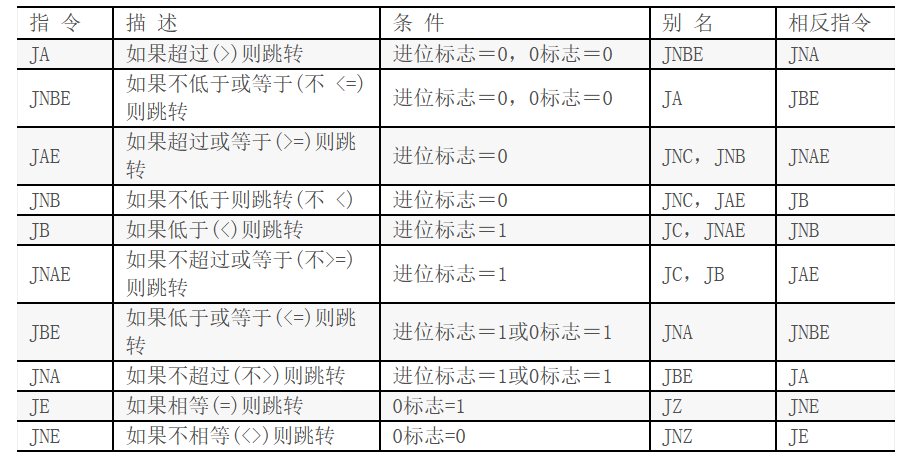 指 令 描 述 条 件 别 名 相反指令
JA 如果超过(>)则跳转 进位标志＝0，0标志＝0 JNBE JNA
JNBE 如果不低于或等于(不 <=)则跳转 进位标志＝0，0标志＝0 JA JBE
JAE 如果超过或等于(>=)则跳转 进位标志＝0 JNC，JNB JNAE
JNB 如果不低于则跳转(不 <) 进位标志＝0 JNC，JAE JB
JB 如果低于(<)则跳转 进位标志＝1 JC，JNAE JNB
JNAE 如果不超过或等于(不>=)则跳转 进位标志＝1 JC，JB JAE
JBE 如果低于或等于(<=)则跳转 进位标志＝1或0标志＝1 JNA JNBE
JNA 如果不超过(不>)则跳转 进位标志＝1或0标志＝1 JBE JA
JE 如果相等(=)则跳转 0标志=1 JZ JNE
JNE 如果不相等(<>)则跳转 0标志=0 JNZ JE